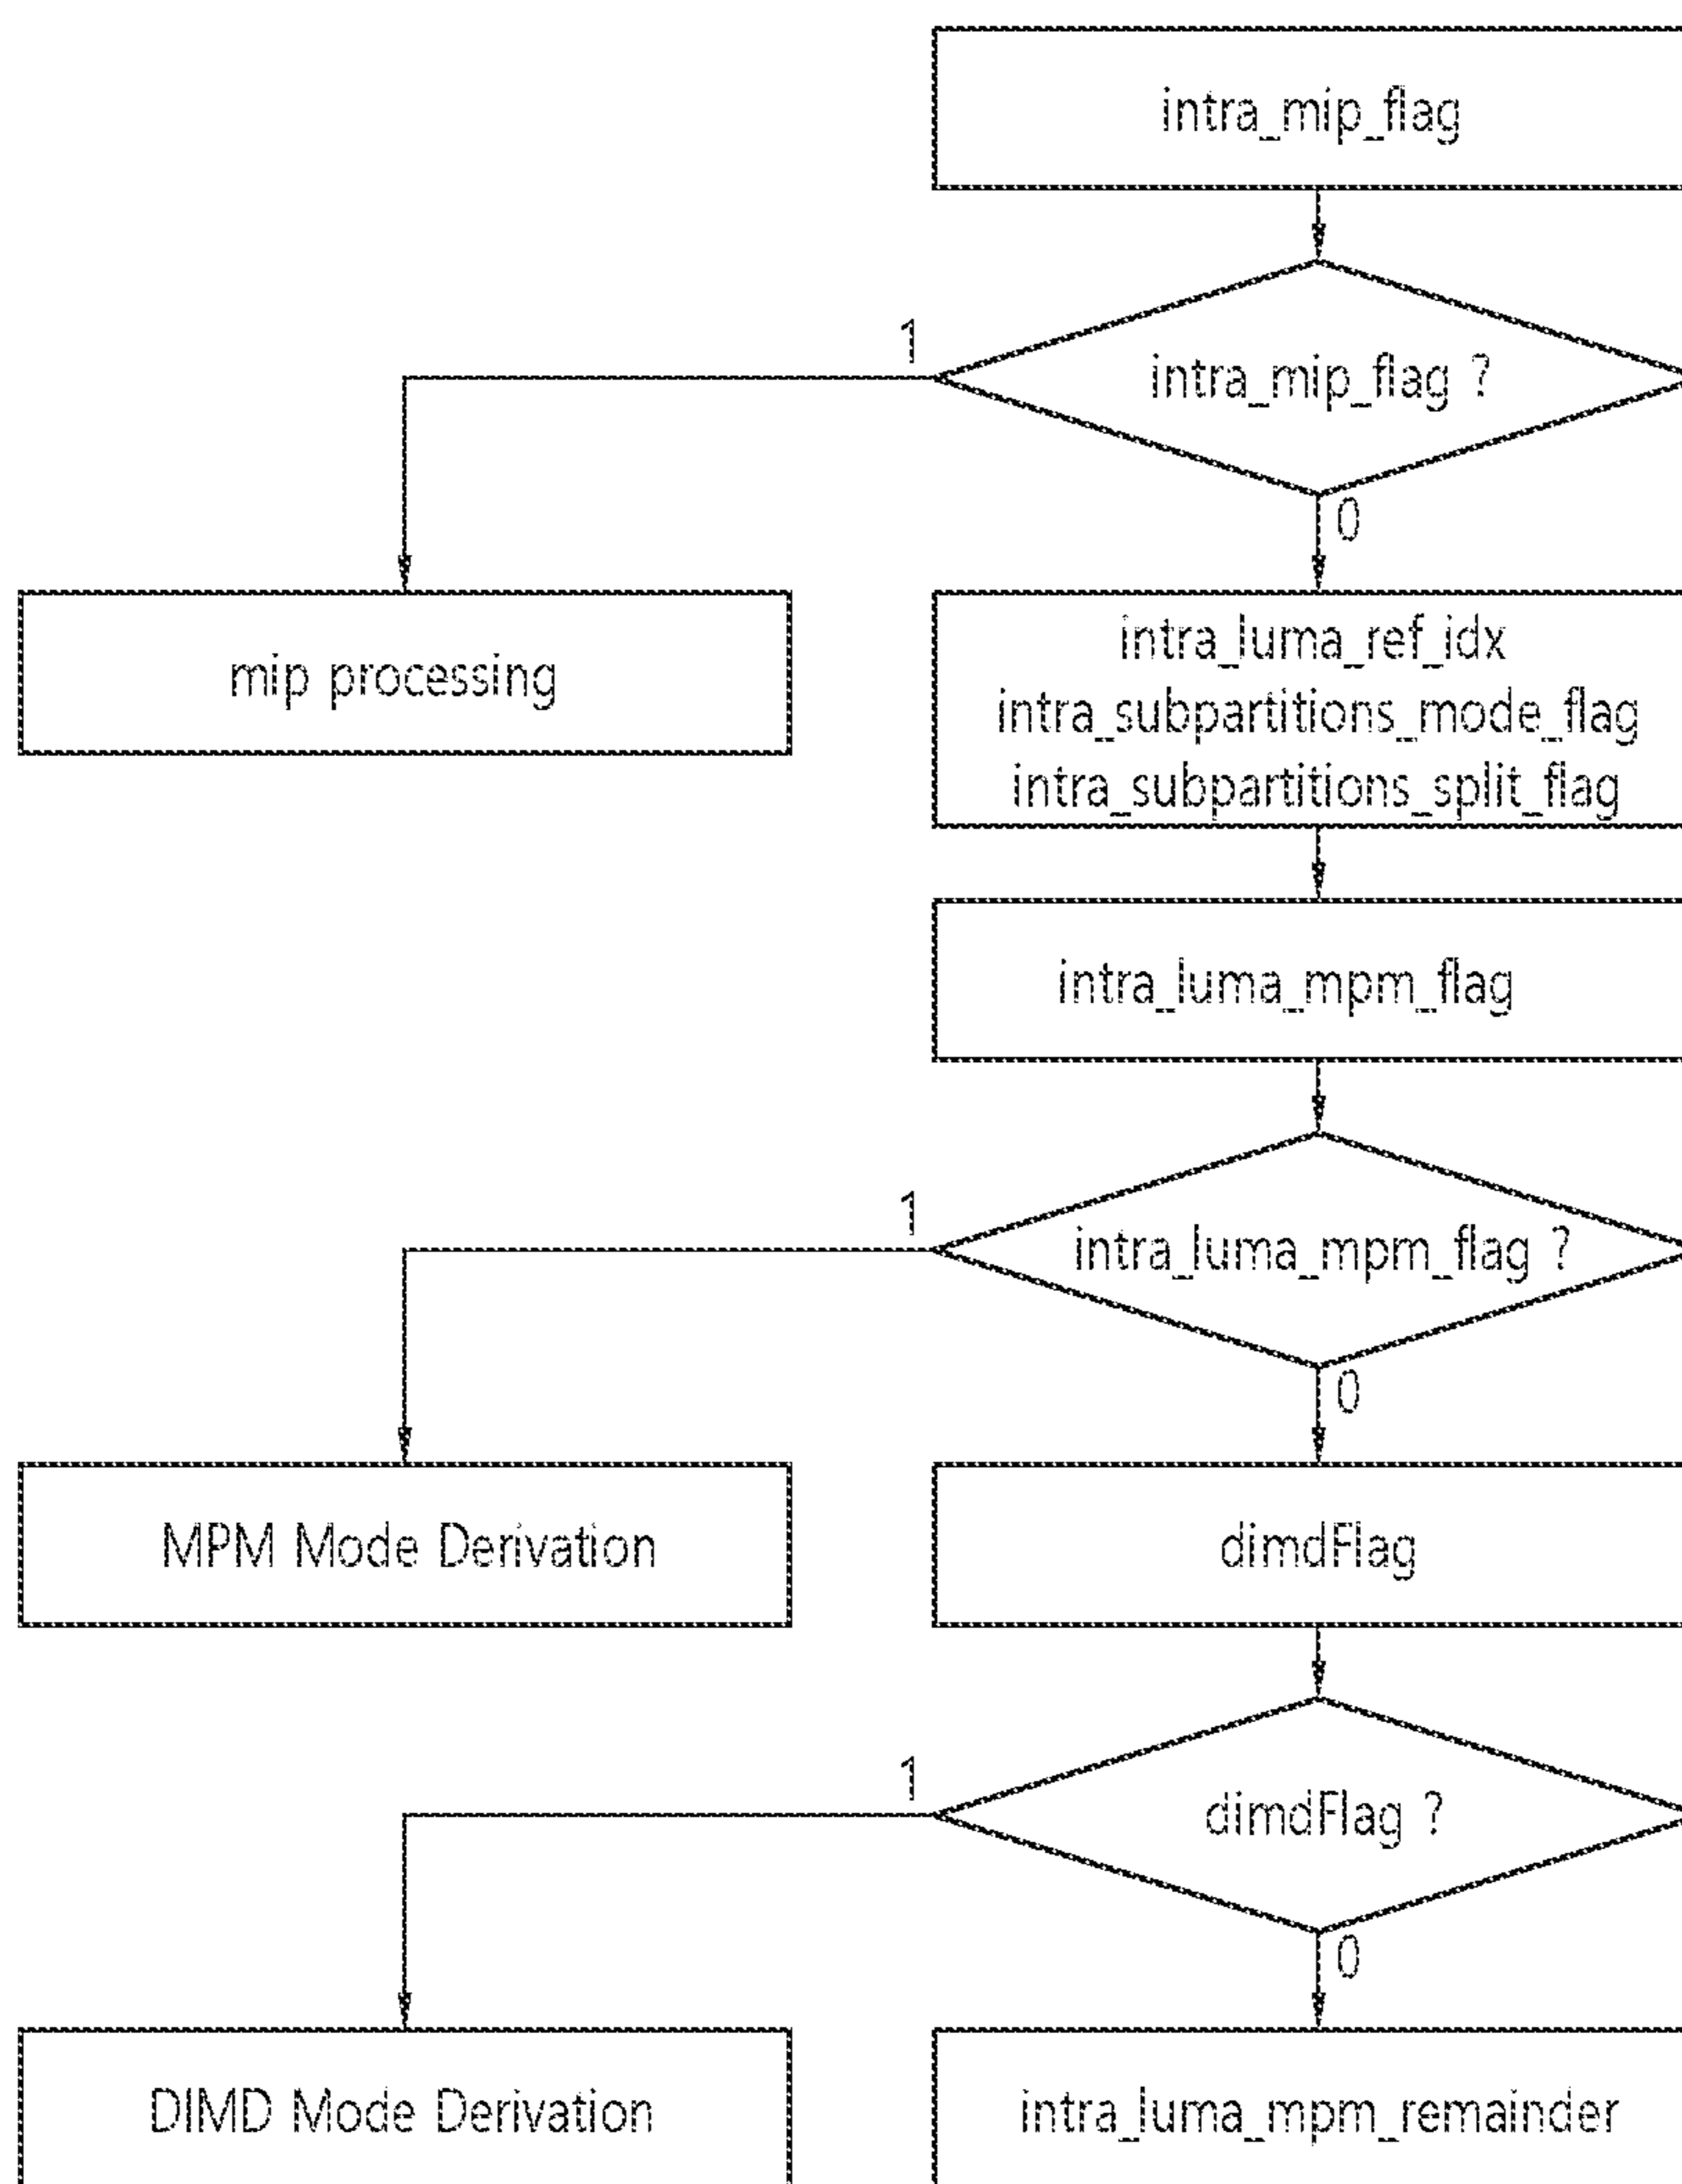 intra_mip_flag
1
intra_mip_flag ?
0
mip processing
intra_luma_ref_idx
intra_subpartitions_mode_flag
intra_subpartitions_split_flag
intra_luma_mpm_flag
1
intra_luma_mpm_flag ?
0
MPM Mode Derivation
dimdFlag
1
dimdFlag ?
0
DIMD Mode Derivation
intra_luma_mpm_remainder